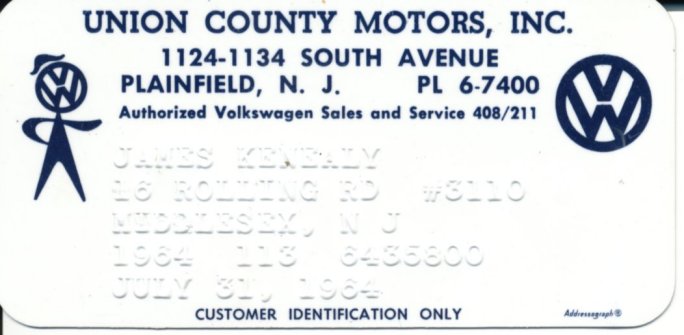 UNION COUNTY MOTORS, INC.
1124-1134 SOUTH AVENUE
PLAINFIELD, N. J. PL 6-7400
Authorized Volkswagen Sales and Service 408/211
JAMES KENEALY
16 ROLLING RD #3110
MIDDLESEX, N J
1964 113 6435800
JULY 31, 1964
CUSTOMER IDENTIFICATION ONLY
Addressograph®